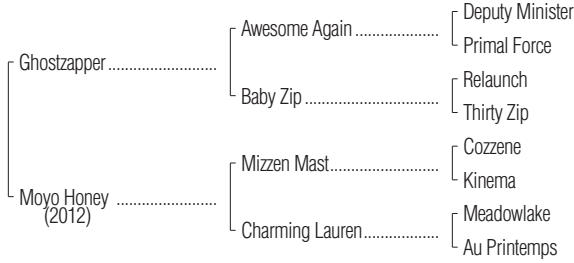 Deputy Minister
Awesome Again ....................
Primal Force
Ghostzapper ..........................
Relaunch
Baby Zip ................................
Thirty Zip
Cozzene
Mizzen Mast..........................
Kinema
Moyo Honey ........................
(2012)
Meadowlake
Charming Lauren..................
Au Printemps